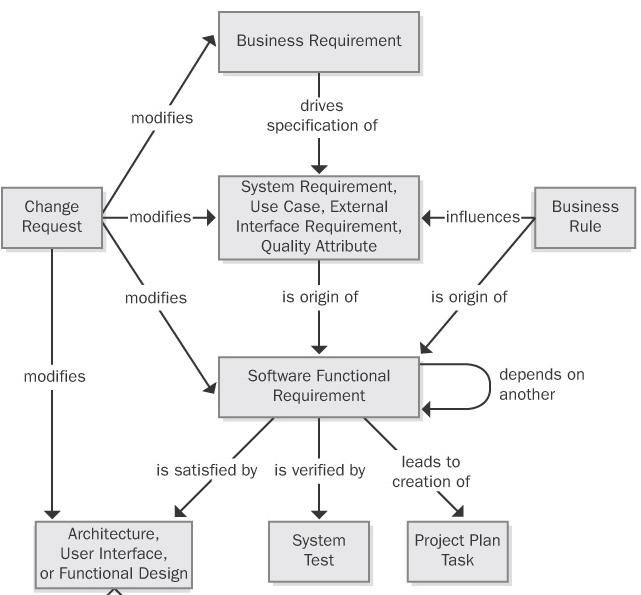 Business Requirement
modifies
drives
specification of
Change
Request
modifies
System Requirement,
Use Case, External
Interface Requirement,
Quality Attribute
influences
Business
Rule
modifies
is origin of
is origin of
modifies
Software Functional
Requirement
depends on
another
is satisfied by
is verified by
leads to
creation of
Architecture,
User Interface,
or Functional Design
System
Test
Project Plan
Task